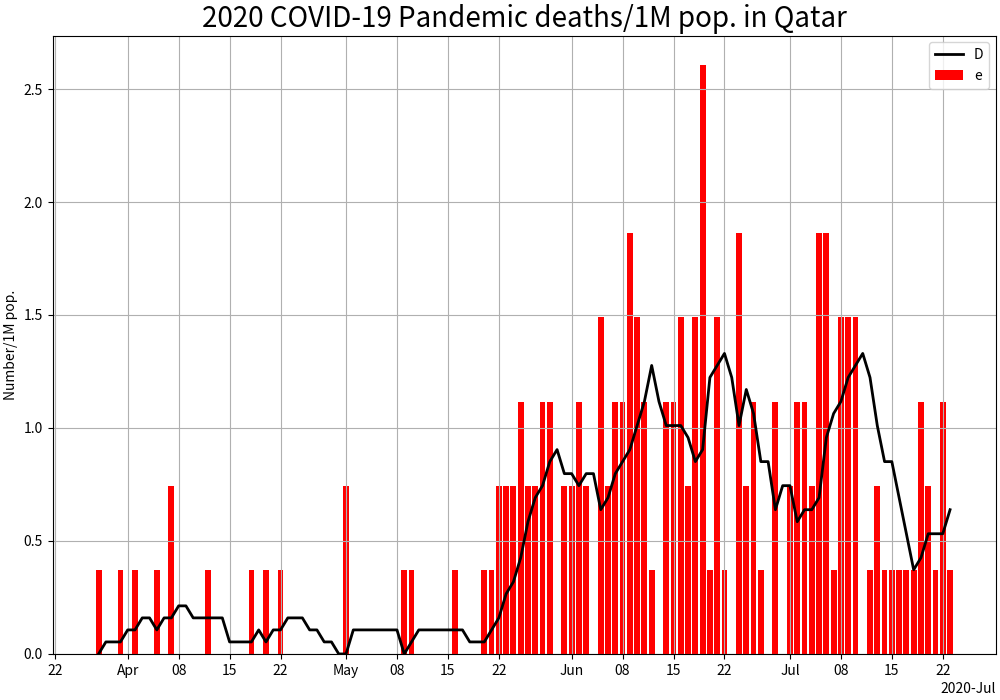 2020 COVID-19 Pandemic deaths/1M pop. in Qatar
D
e
Number/1M pop.
2.5
2.0
1.5
1.0
0.5
0.0
22 Apr 08 15 22 May 08 15 22 Jun 08 15 22 Jul 08 15 22
2020-Jul